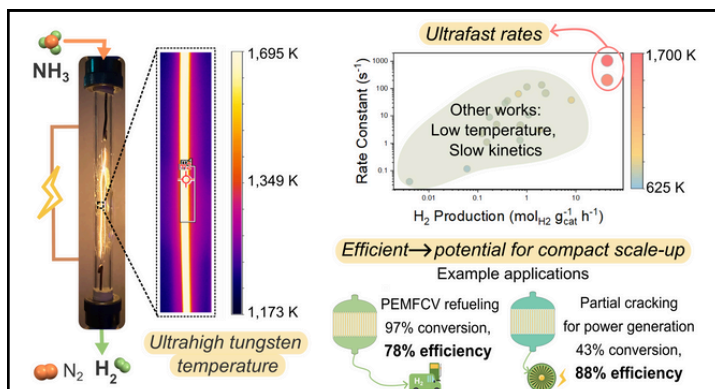 NH₃
N₂
H₂
1,695 K
1,349 K
1,173 K
Ultrahigh tungsten
temperature
Ultrafast rates
Rate Constant (s⁻¹)
1000
100
10
1
0.1
Other works:
Low temperature,
Slow kinetics
0.01
0.1
1
10
H₂ Production (mol_H₂ g⁻¹_cat h⁻¹)
1,700 K
625 K
Efficient→potential for compact scale-up
Example applications
PEMFCV refueling
97% conversion,
78% efficiency
H₂
Partial cracking
for power generation
43% conversion,
88% efficiency